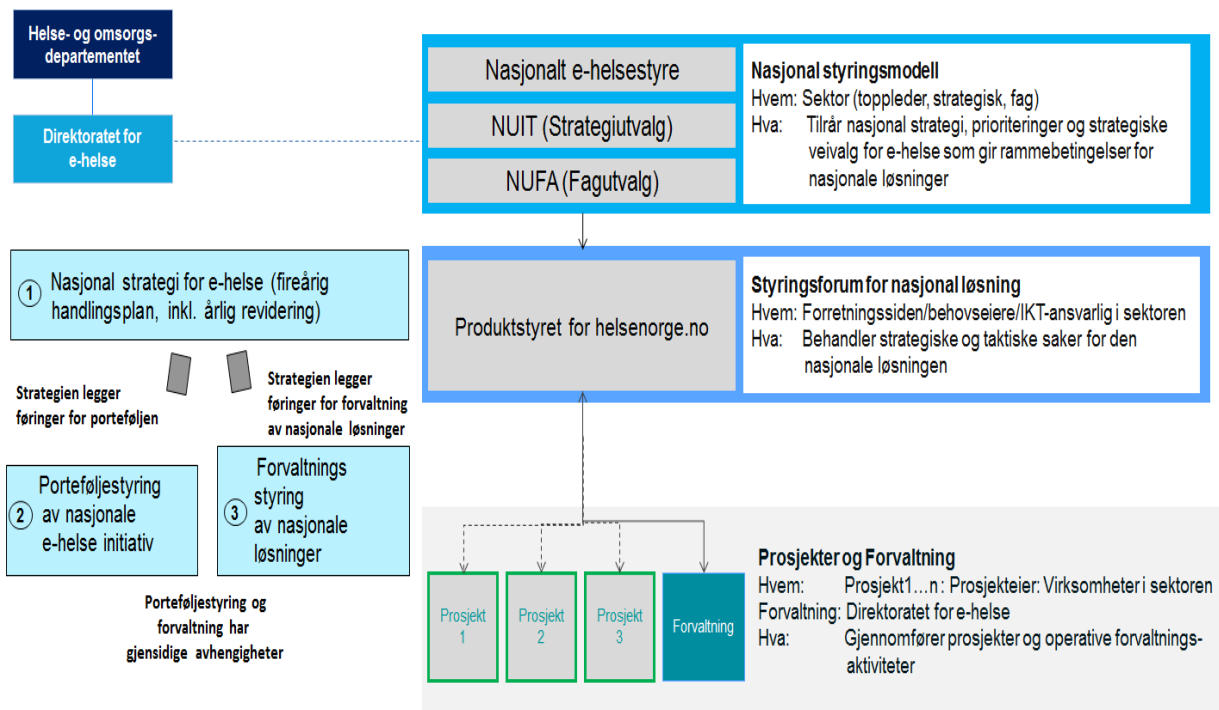 Helse- og omsorgs-
departementet
Direktoratet for
e-helse
Nasjonalt e-helsestyre
NUIT (Strategiutvalg)
NUFA (Fagutvalg)
Nasjonal styringsmodell
Hvem: Sektor (toppleder, strategisk, fag)
Hva: Tilrår nasjonal strategi, prioriteringer og strategiske
veivalg for e-helse som gir rammebetingelser for
nasjonale løsninger
1 Nasjonal strategi for e-helse (fireårig
handlingsplan, inkl. årlig revidering)
Strategien legger
føringer for porteføljen
Strategien legger
føringer for forvaltning
av nasjonale løsninger
2 Porteføljestyring
av nasjonale
e-helse initiativ
3 Forvaltnings
styring
av nasjonale
løsninger
Porteføljestyring og
forvaltning har
gjensidige avhengigheter
Produktstyret for helsenorge.no
Styringsforum for nasjonal løsning
Hvem: Forretningssiden/behovseiere/IKT-ansvarlig i sektoren
Hva: Behandler strategiske og taktiske saker for den
nasjonale løsningen
Prosjekt
1
Prosjekt
2
Prosjekt
3
Forvaltning
Prosjekter og Forvaltning
Hvem: Prosjekt1...n : Prosjekteier: Virksomheter i sektoren
Forvaltning: Direktoratet for e-helse
Hva: Gjennomfører prosjekter og operative forvaltnings-
aktiviteter